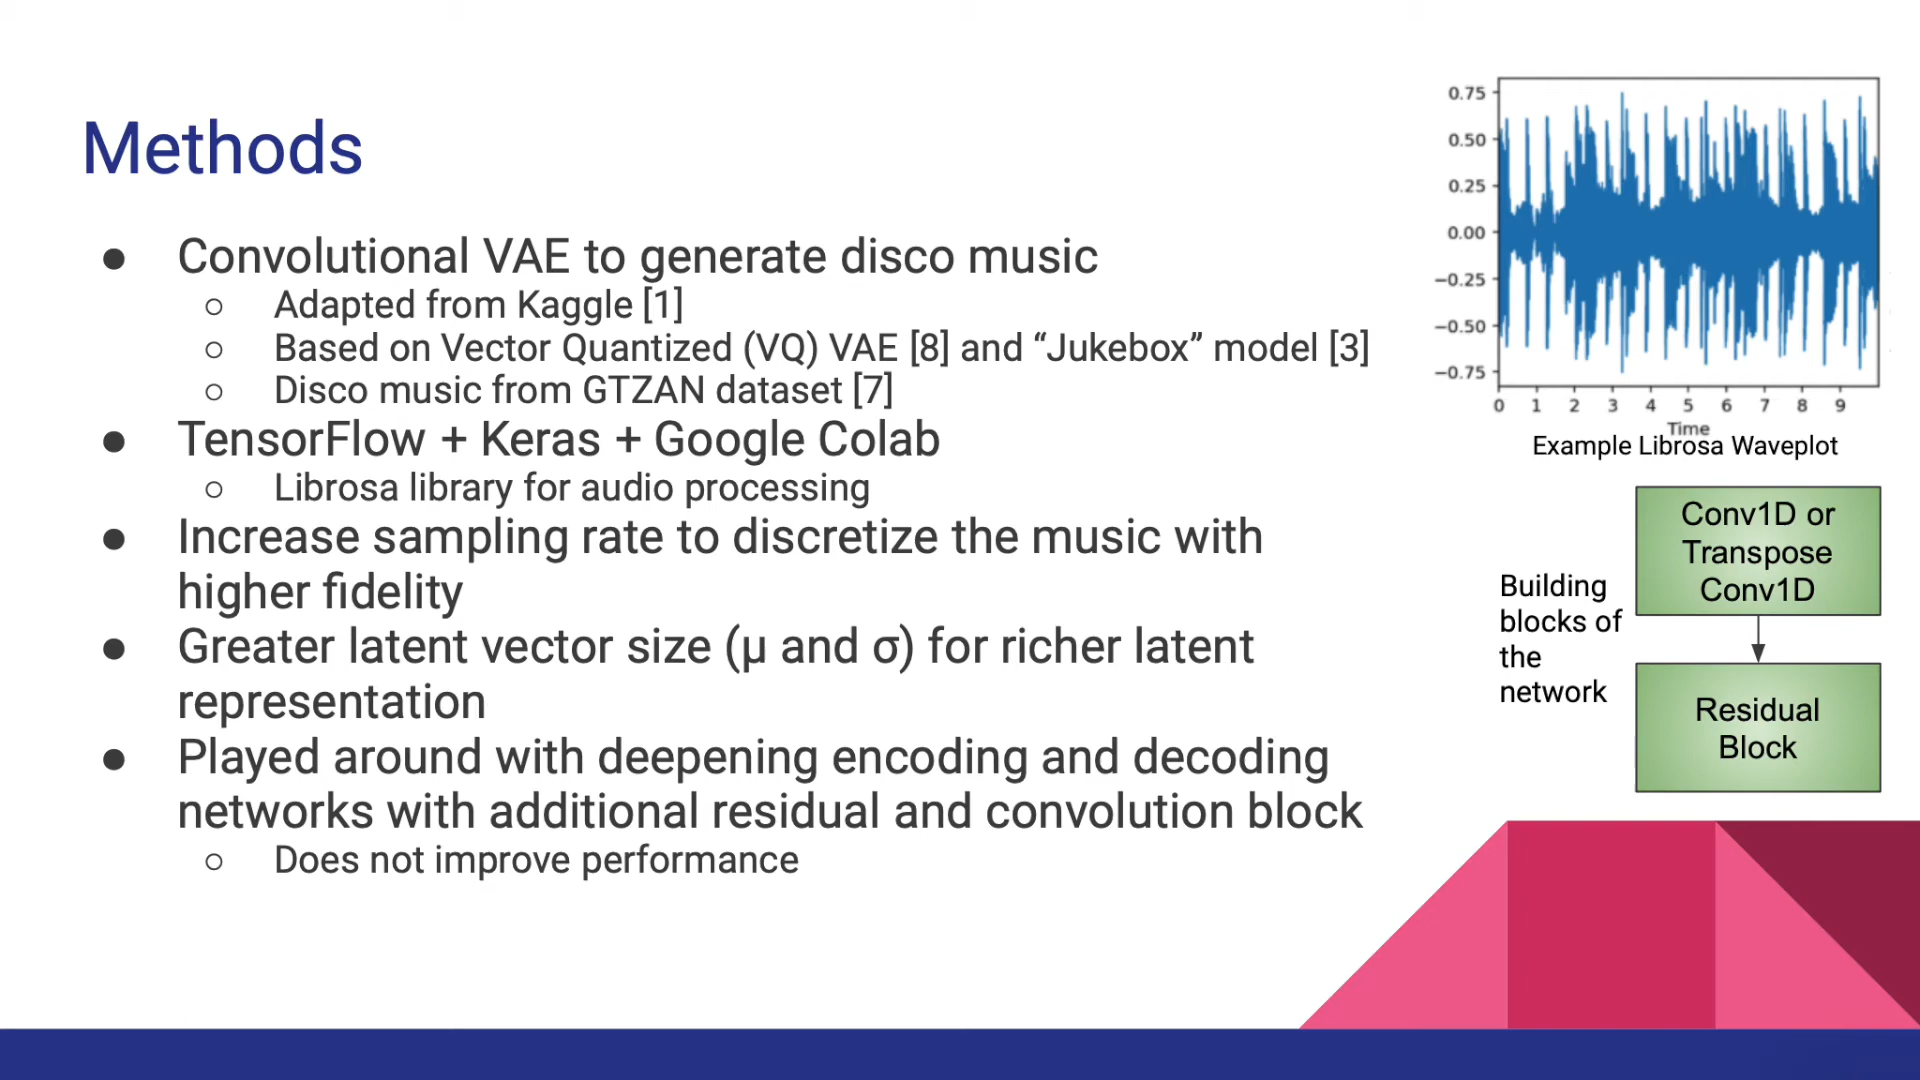 Methods
● Convolutional VAE to generate disco music
○ Adapted from Kaggle [1]
○ Based on Vector Quantized (VQ) VAE [8] and “Jukebox” model [3]
○ Disco music from GTZAN dataset [7]
● TensorFlow + Keras + Google Colab
○ Librosa library for audio processing
● Increase sampling rate to discretize the music with
higher fidelity
● Greater latent vector size (μ and σ) for richer latent
representation
● Played around with deepening encoding and decoding
networks with additional residual and convolution block
○ Does not improve performance
0.75
0.50
0.25
0.00
−0.25
−0.50
−0.75
0 1 2 3 4 5 6 7 8 9
Time
Example Librosa Waveplot
Building
blocks of
the
network
Conv1D or
Transpose
Conv1D
Residual
Block